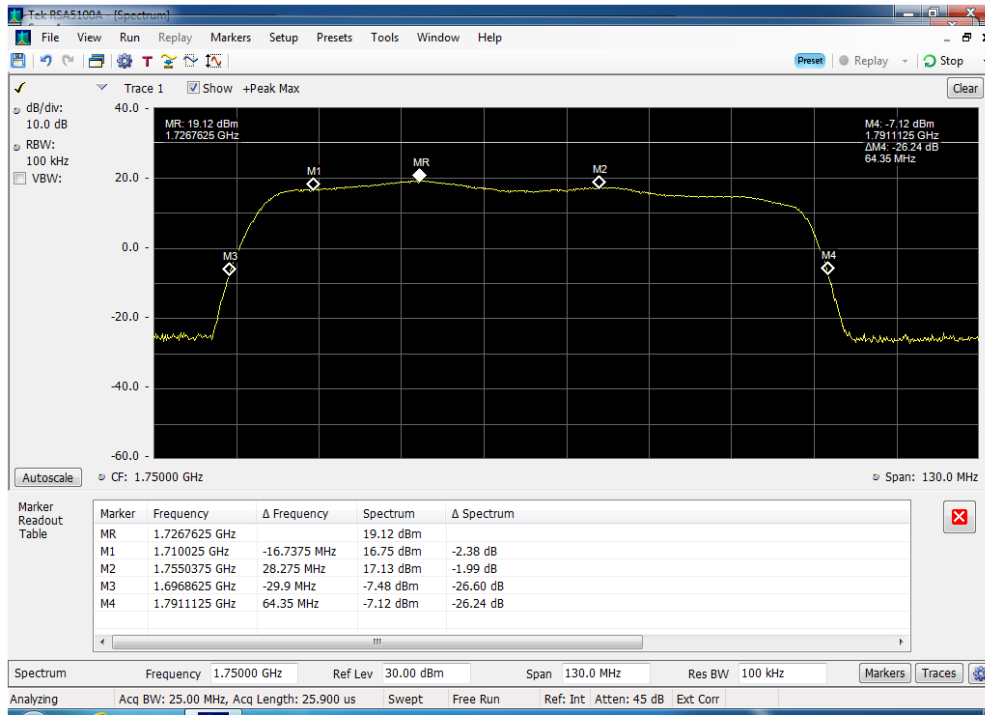 Tek RSA5100A - [Spectrum]
File View Run Replay Markers Setup Presets Tools Window Help
Preset Replay Stop
Trace 1 Show +Peak Max Clear
dB/div:
10.0 dB
RBW:
100 kHz
VBW:
40.0 -
20.0 -
0.0 -
-20.0 -
-40.0 -
-60.0 -
MR: 19.12 dBm
1.7267625 GHz
M4: -7.12 dBm
1.7911125 GHz
ΔM4: -26.24 dB
64.35 MHz
M1
MR
M2
M3
M4
Autoscale CF: 1.75000 GHz Span: 130.0 MHz
Marker
Readout
Table
Marker Frequency Δ Frequency Spectrum Δ Spectrum
MR 1.7267625 GHz 19.12 dBm
M1 1.710025 GHz -16.7375 MHz 16.75 dBm -2.38 dB
M2 1.7550375 GHz 28.275 MHz 17.13 dBm -1.99 dB
M3 1.6968625 GHz -29.9 MHz -7.48 dBm -26.60 dB
M4 1.7911125 GHz 64.35 MHz -7.12 dBm -26.24 dB
Spectrum Frequency 1.75000 GHz Ref Lev 30.00 dBm Span 130.0 MHz Res BW 100 kHz Markers Traces
Analyzing Acq BW: 25.00 MHz, Acq Length: 25.900 us Swept Free Run Ref: Int Atten: 45 dB Ext Corr